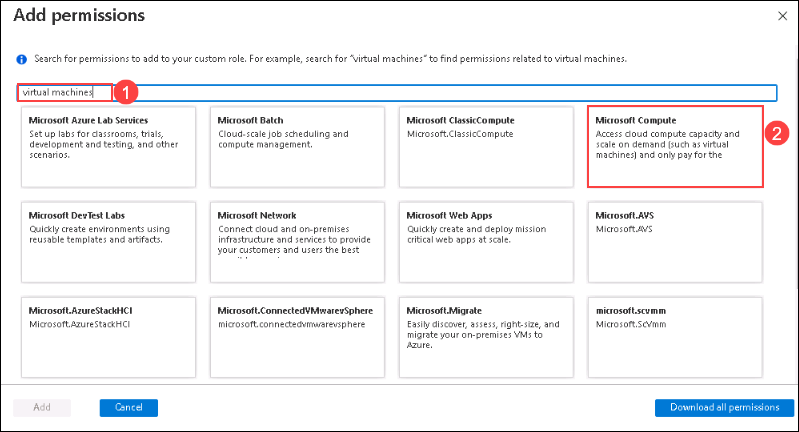 Add permissions
Search for permissions to add to your custom role. For example, search for "virtual machines" to find permissions related to virtual machines.
virtual machines
1
Microsoft Azure Lab Services
Set up labs for classrooms, trials,
development and testing, and other
scenarios.
Microsoft Batch
Cloud-scale job scheduling and
compute management.
Microsoft ClassicCompute
Microsoft.ClassicCompute
Microsoft Compute
Access cloud compute capacity and
scale on demand (such as virtual
machines) and only pay for the
2
Microsoft DevTest Labs
Quickly create environments using
reusable templates and artifacts.
Microsoft Network
Connect cloud and on-premises
infrastructure and services to provide
your customers and users the best
Microsoft Web Apps
Quickly create and deploy mission
critical web apps at scale.
Microsoft.AVS
Microsoft.AVS
Microsoft.AzureStackHCI
Microsoft.AzureStackHCI
Microsoft.ConnectedVMwarevSphere
microsoft.connectedvmwarevsphere
Microsoft.Migrate
Easily discover, assess, right-size, and
migrate your on-premises VMs to
Azure.
microsoft.scvmm
Microsoft.ScVmm
Add
Cancel
Download all permissions